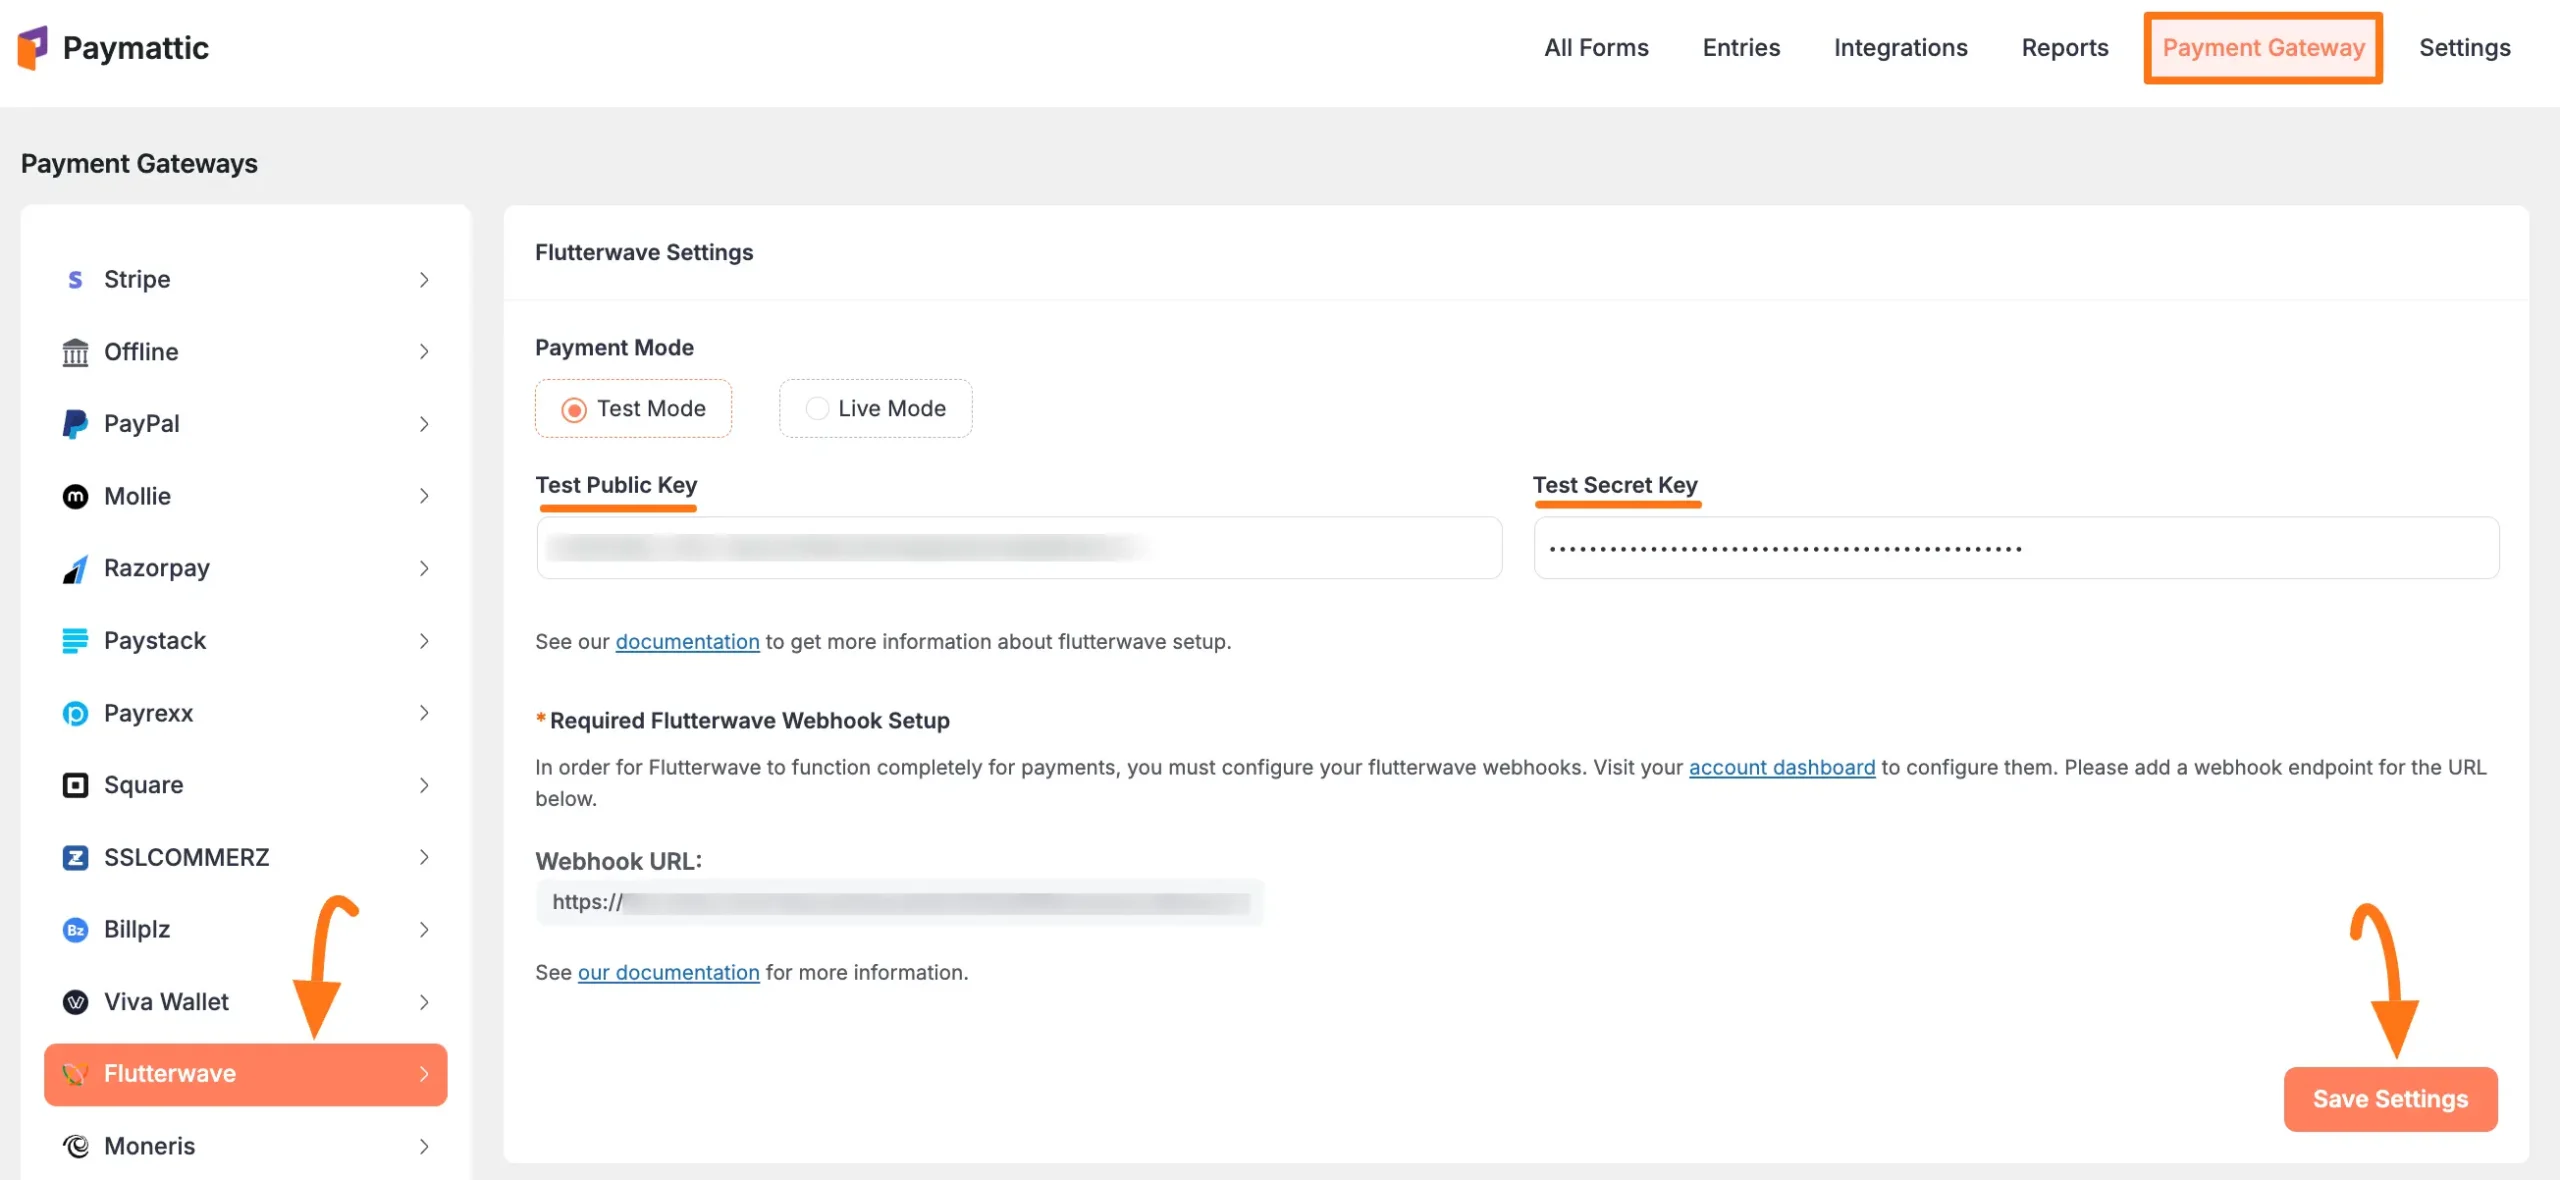 Paymattic
All Forms
Entries
Integrations
Reports
Payment Gateway
Settings
Payment Gateways
Stripe
Offline
PayPal
Mollie
Razorpay
Paystack
Payrexx
Square
SSLCOMMERZ
Billplz
Viva Wallet
Flutterwave
Moneris
Flutterwave Settings
Payment Mode
Test Mode
Live Mode
Test Public Key
Test Secret Key
See our documentation to get more information about flutterwave setup.
*Required Flutterwave Webhook Setup
In order for Flutterwave to function completely for payments, you must configure your flutterwave webhooks. Visit your account dashboard to configure them. Please add a webhook endpoint for the URL
below.
Webhook URL:
https://
See our documentation for more information.
Save Settings